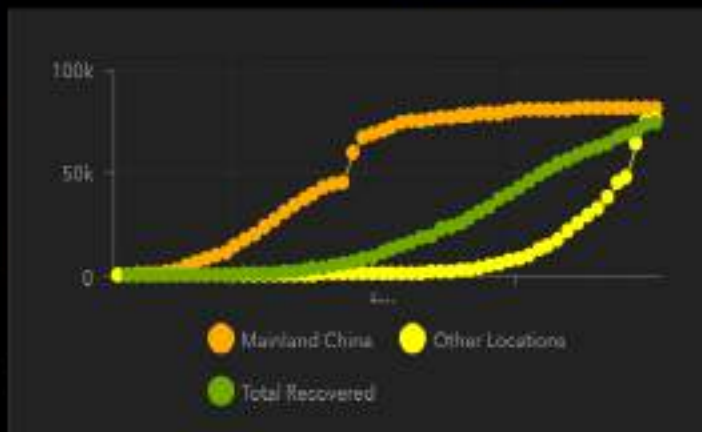 100k
50k
0
Mainland China
Other Locations
Total Recovered